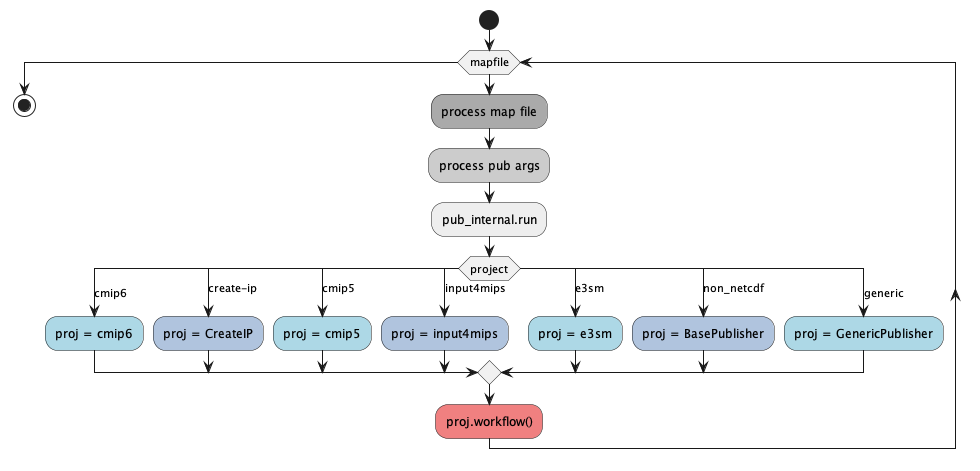 mapfile
process map file
process pub args
pub_internal.run
project
cmip6
create-ip
cmip5
input4mips
e3sm
non_netcdf
generic
proj = cmip6
proj = CreateIP
proj = cmip5
proj = input4mips
proj = e3sm
proj = BasePublisher
proj = GenericPublisher
proj.workflow()